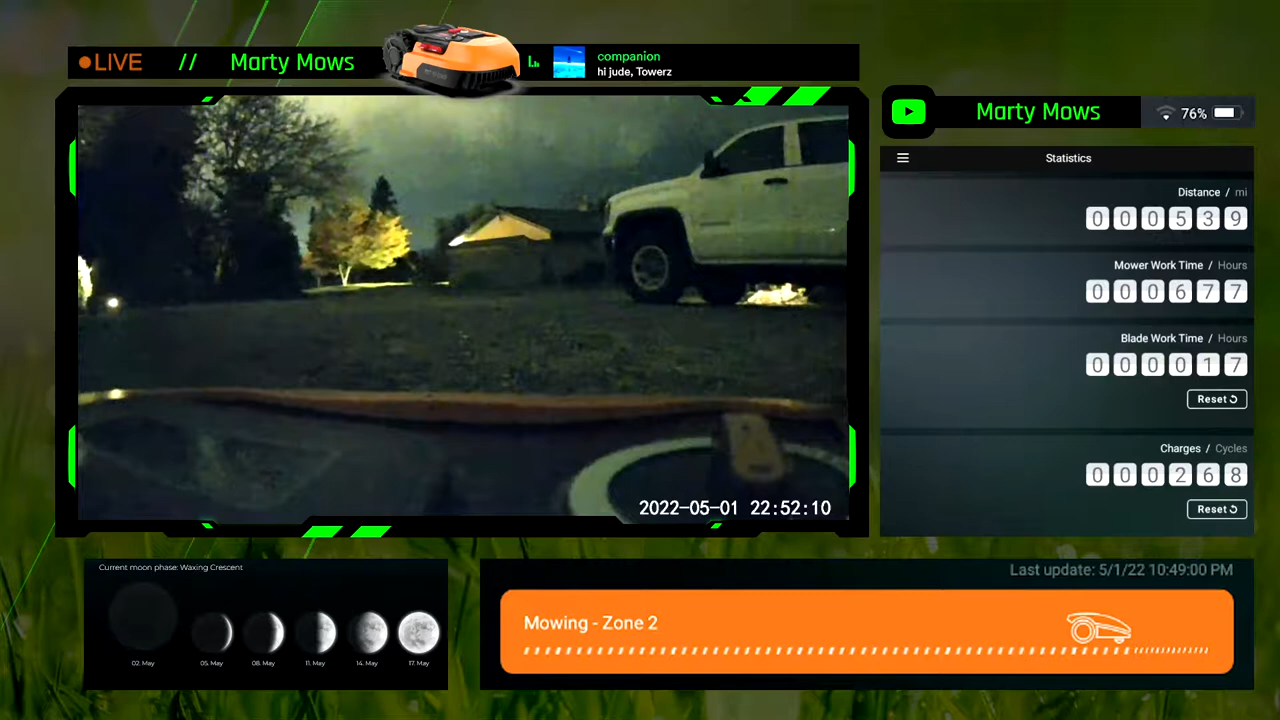 LIVE // Marty Mows
companion
hi jude, Towerz
Marty Mows
76%
Statistics
Distance / mi
000539
Mower Work Time / Hours
000677
Blade Work Time / Hours
000017
Reset
Charges / Cycles
000268
Reset
2022-05-01 22:52:10
Current moon phase: Waxing Crescent
02. May 05. May 08. May 11. May 14. May 17. May
Last update: 5/1/22 10:49:00 PM
Mowing - Zone 2